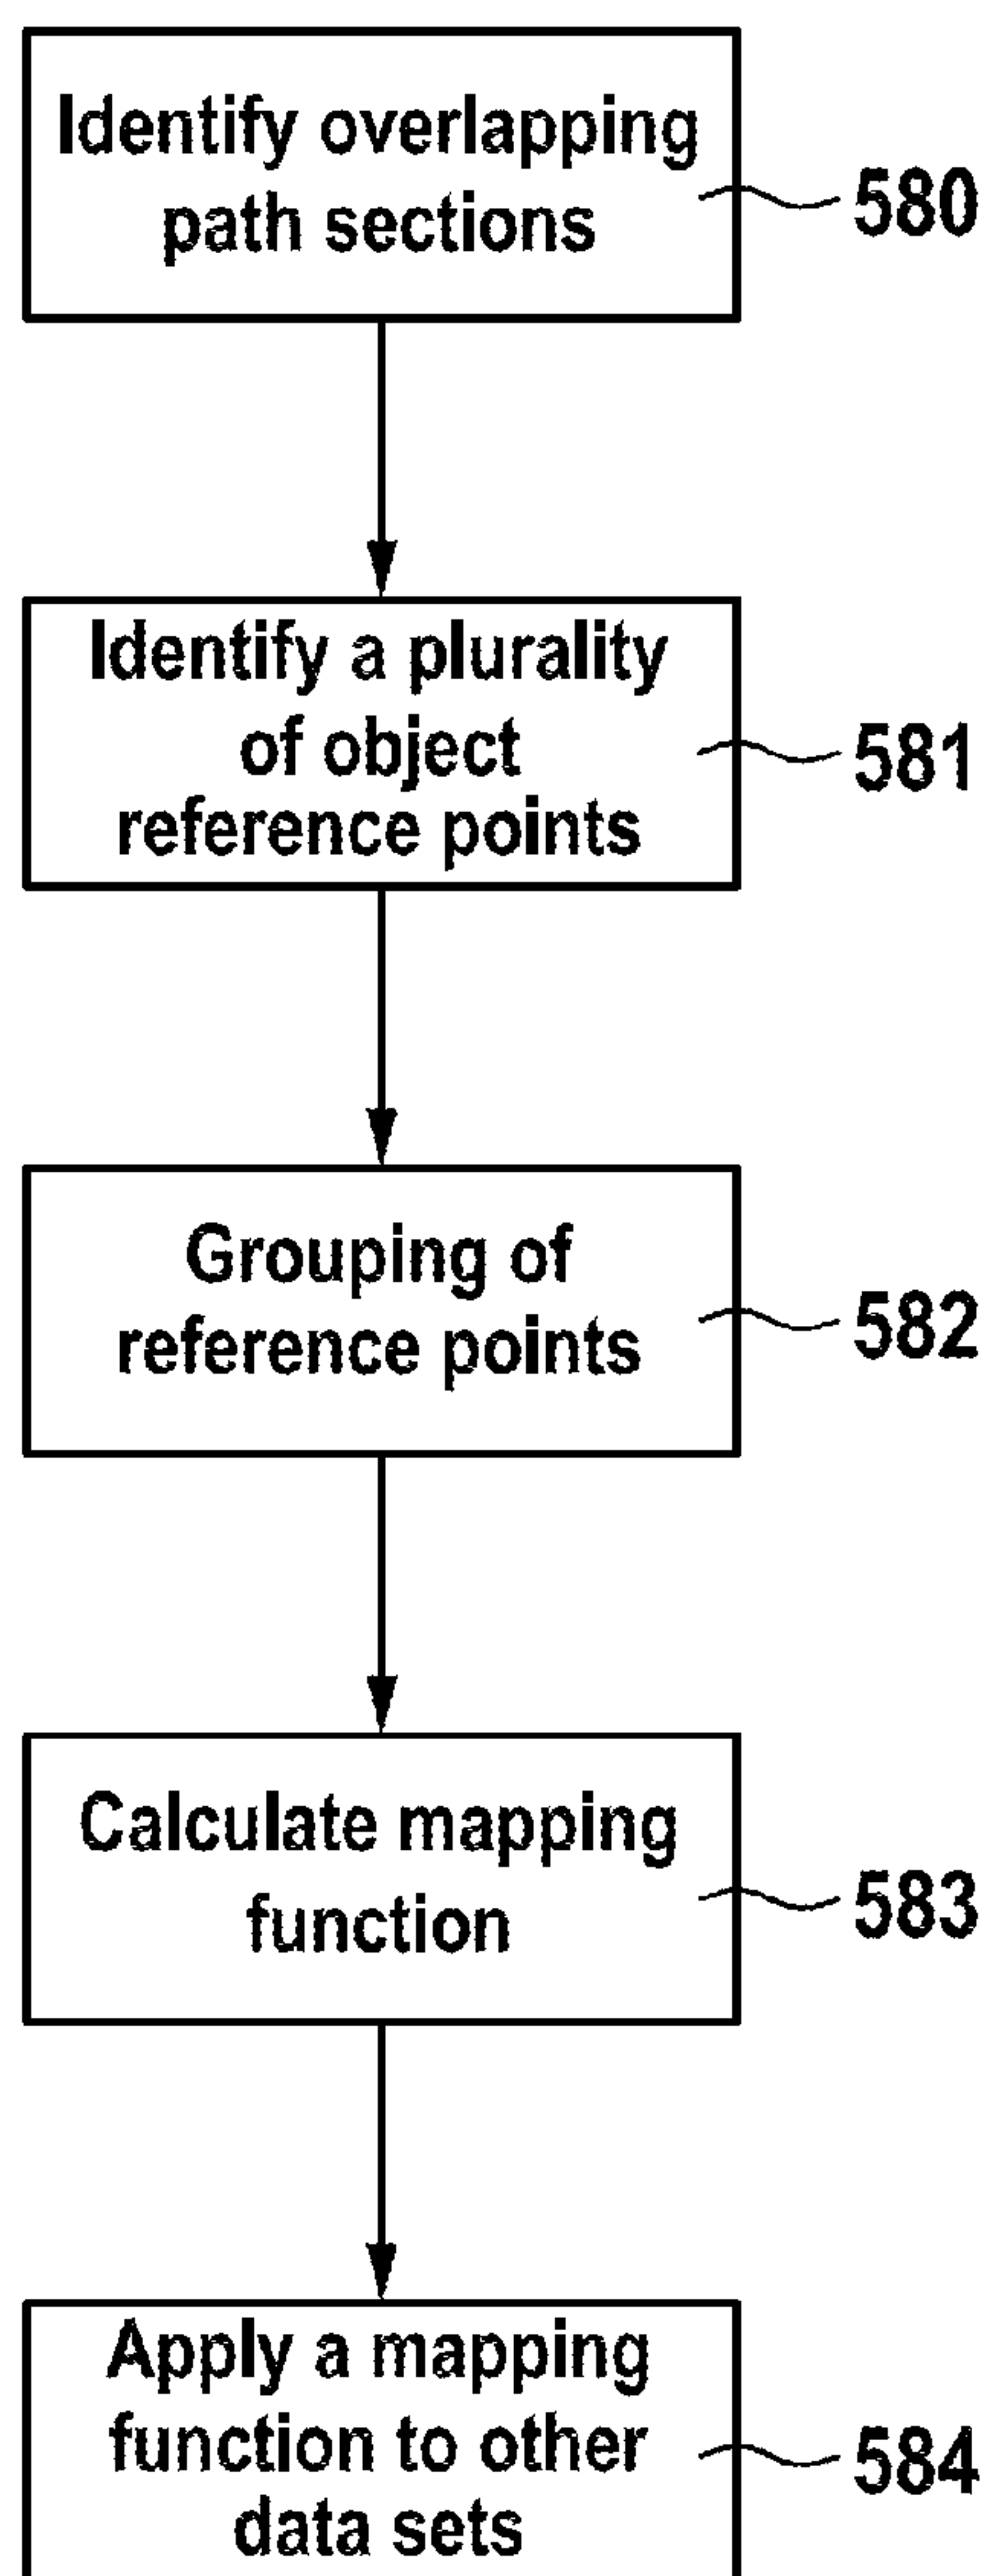 Identify overlapping
path sections
580
Identify a plurality
of object
reference points
581
Grouping of
reference points
582
Calculate mapping
function
583
Apply a mapping
function to other
data sets
584